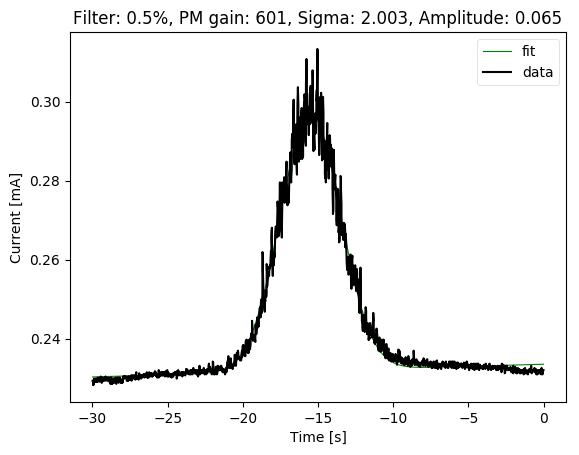 Filter: 0.5%, PM gain: 601, Sigma: 2.003, Amplitude: 0.065
fit
data
Current [mA]
0.30
0.28
0.26
0.24
−30
−25
−20
−15
−10
−5
0
Time [s]